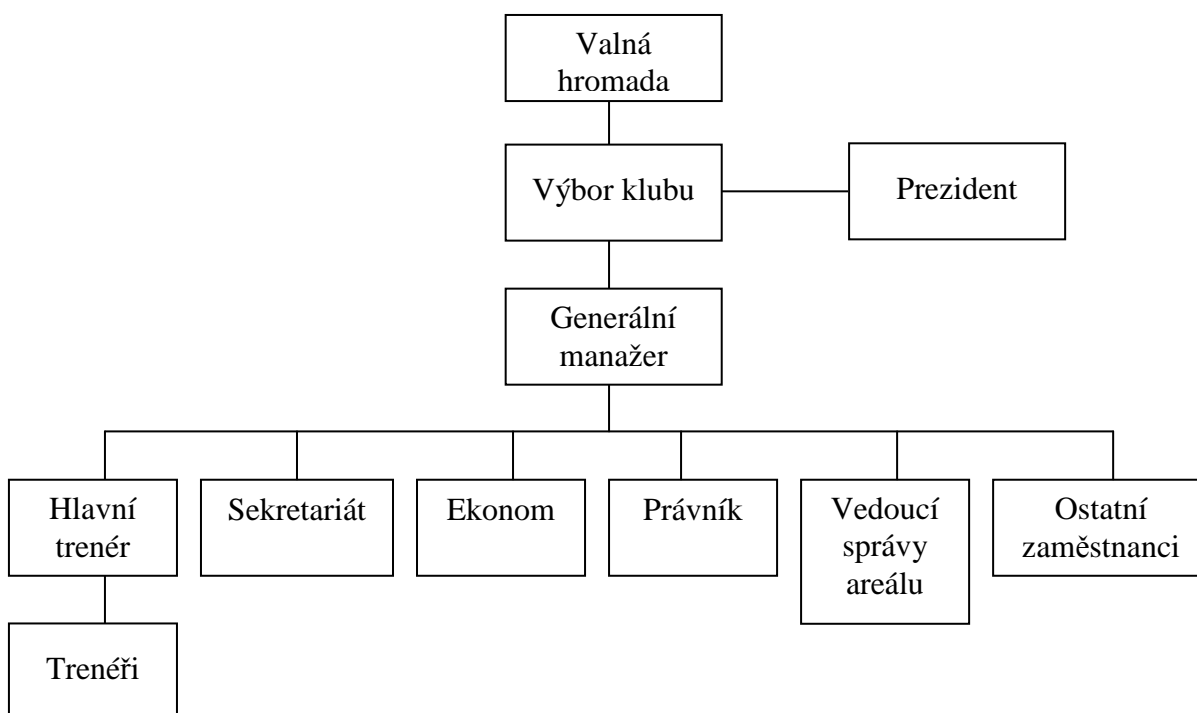 Valná
hromada
Výbor klubu
Prezident
Generální
manažer
Hlavní
trenér
Sekretariát
Ekonom
Právník
Vedoucí
správy
areálu
Ostatní
zaměstnanci
Trenéři